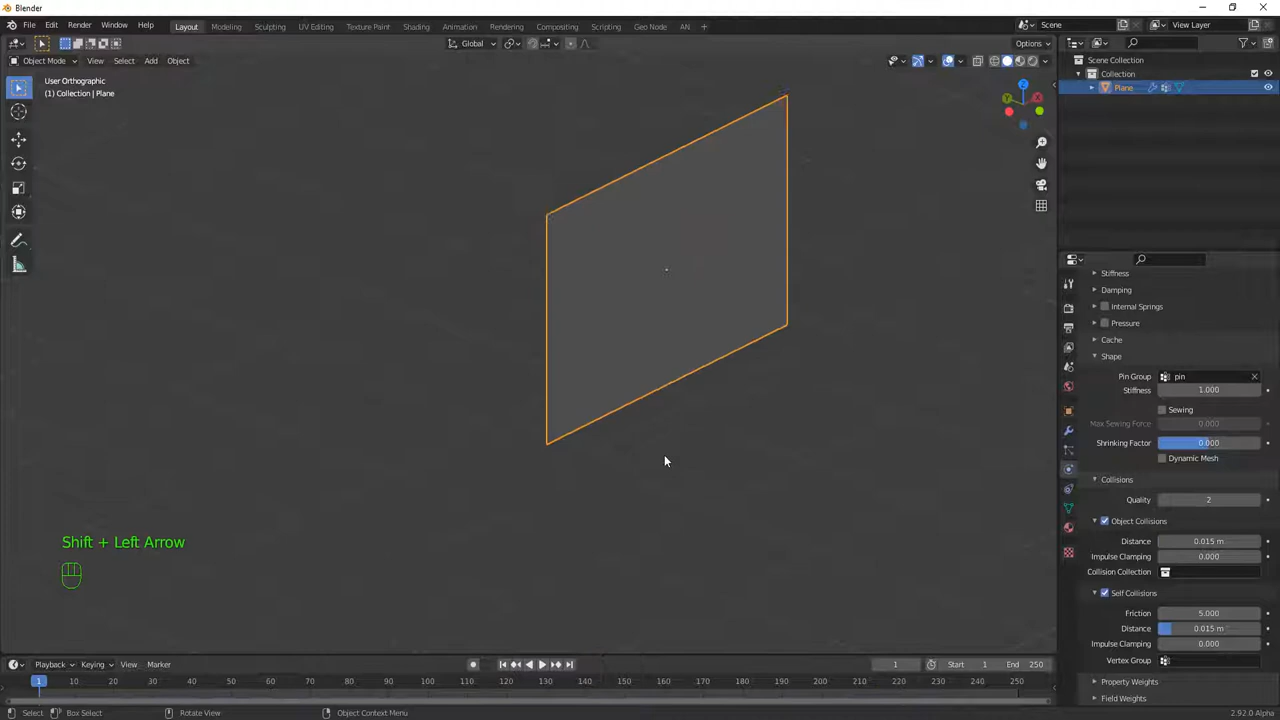 Blender
File Edit Render Window Help
Layout Modeling Sculpting UV Editing Texture Paint Shading Animation Rendering Compositing Scripting Geo Node AN +
Scene
View Layer
Global
Options
Object Mode View Select Add Object
User Orthographic
(1) Collection | Plane
Scene Collection
Collection
Plane
Z
Y
X
Stiffness
Damping
Internal Springs
Pressure
Cache
Shape
Pin Group pin
Stiffness 1.000
Sewing
Max Sewing Force 0.000
Shrinking Factor 0.000
Dynamic Mesh
Collisions
Quality 2
Object Collisions
Distance 0.015 m
Impulse Clamping 0.000
Collision Collection
Self Collisions
Friction 5.000
Distance 0.015 m
Impulse Clamping 0.000
Vertex Group
Property Weights
Field Weights
Shift + Left Arrow
Playback Keying View Marker
1 Start 1 End 250
1 10 20 30 40 50 60 70 80 90 100 110 120 130 140 150 160 170 180 190 200 210 220 230 240 250
Select Box Select Rotate View Object Context Menu
2.92.0 Alpha